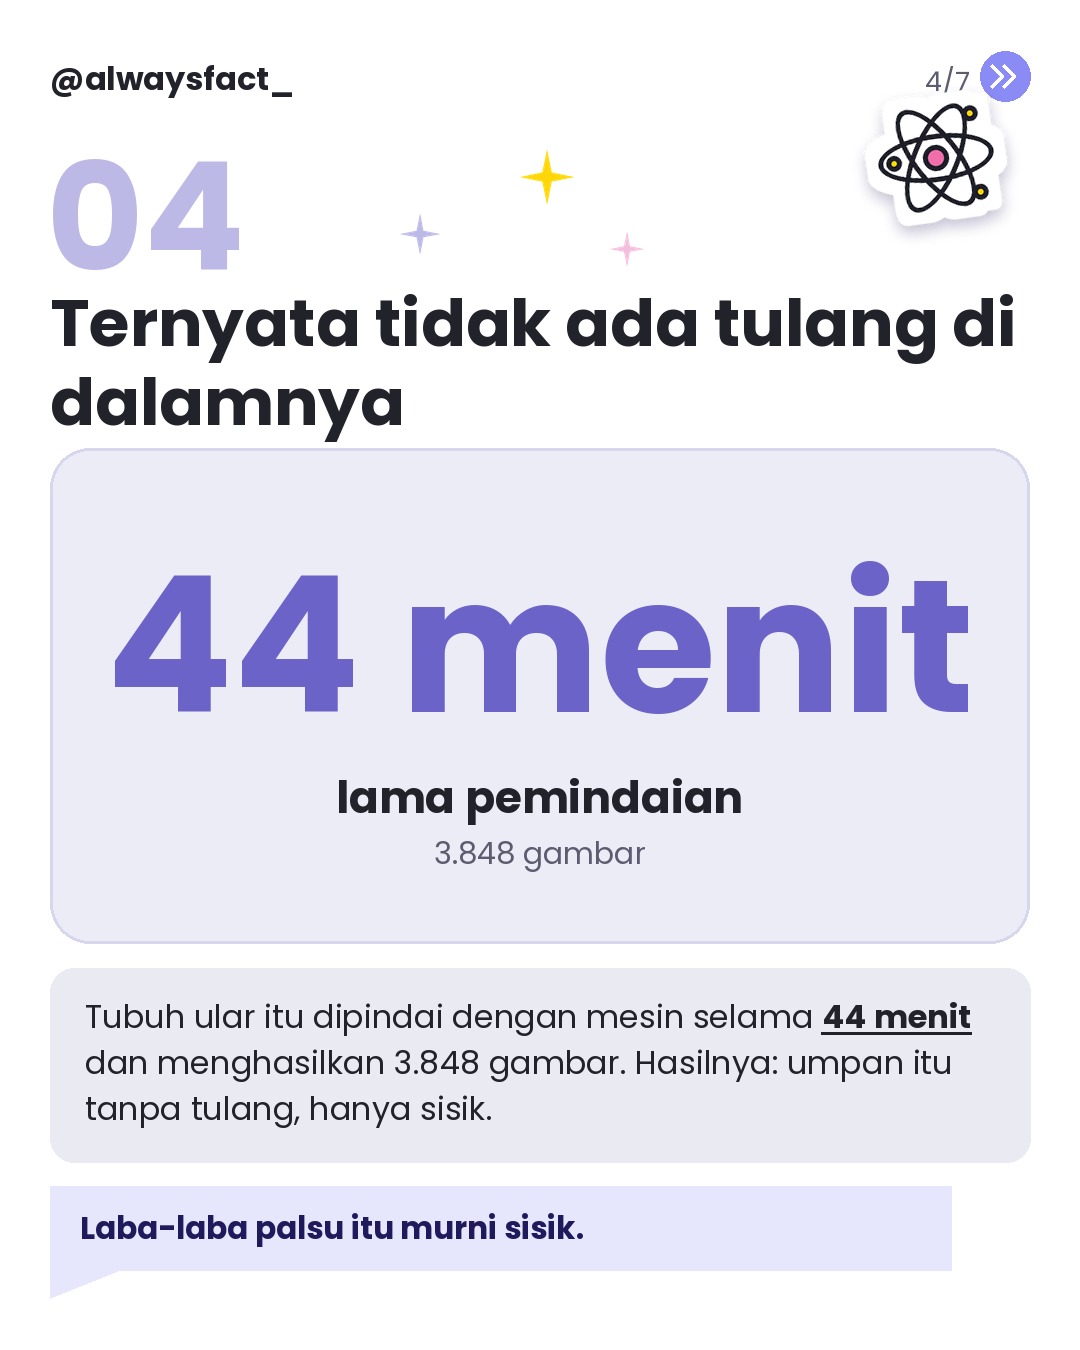 @alwaysfact_
4/7
04
Ternyata tidak ada tulang di
dalamnya
44 menit
lama pemindaian
3.848 gambar
Tubuh ular itu dipindai dengan mesin selama 44 menit
dan menghasilkan 3.848 gambar. Hasilnya: umpan itu
tanpa tulang, hanya sisik.
Laba-laba palsu itu murni sisik.